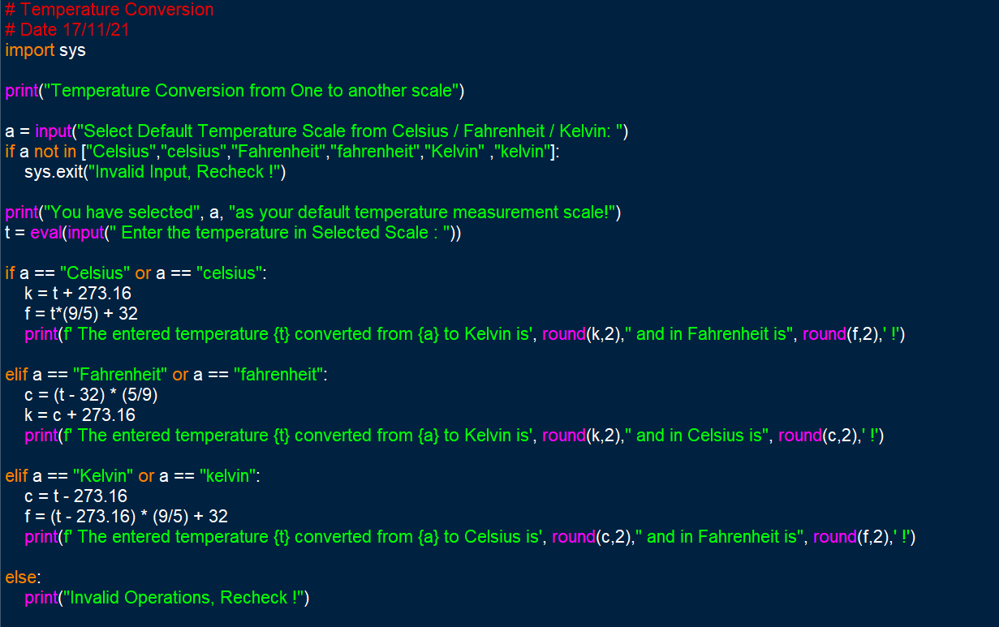 # Temperature Conversion
# Date 17/11/21
import sys
print("Temperature Conversion from One to another scale")
a = input("Select Default Temperature Scale from Celsius / Fahrenheit / Kelvin: ")
if a not in ["Celsius","celsius","Fahrenheit","fahrenheit","Kelvin" ,"kelvin"]:
    sys.exit("Invalid Input, Recheck !")
print("You have selected", a, "as your default temperature measurement scale!")
t = eval(input(" Enter the temperature in Selected Scale : "))
if a == "Celsius" or a == "celsius":
    k = t + 273.16
    f = t*(9/5) + 32
    print(f' The entered temperature {t} converted from {a} to Kelvin is', round(k,2)," and in Fahrenheit is", round(f,2),' !')
elif a == "Fahrenheit" or a == "fahrenheit":
    c = (t - 32) * (5/9)
    k = c + 273.16
    print(f' The entered temperature {t} converted from {a} to Kelvin is', round(k,2)," and in Celsius is", round(c,2),' !')
elif a == "Kelvin" or a == "kelvin":
    c = t - 273.16
    f = (t - 273.16) * (9/5) + 32
    print(f' The entered temperature {t} converted from {a} to Celsius is', round(c,2)," and in Fahrenheit is", round(f,2),' !')
else:
    print("Invalid Operations, Recheck !")